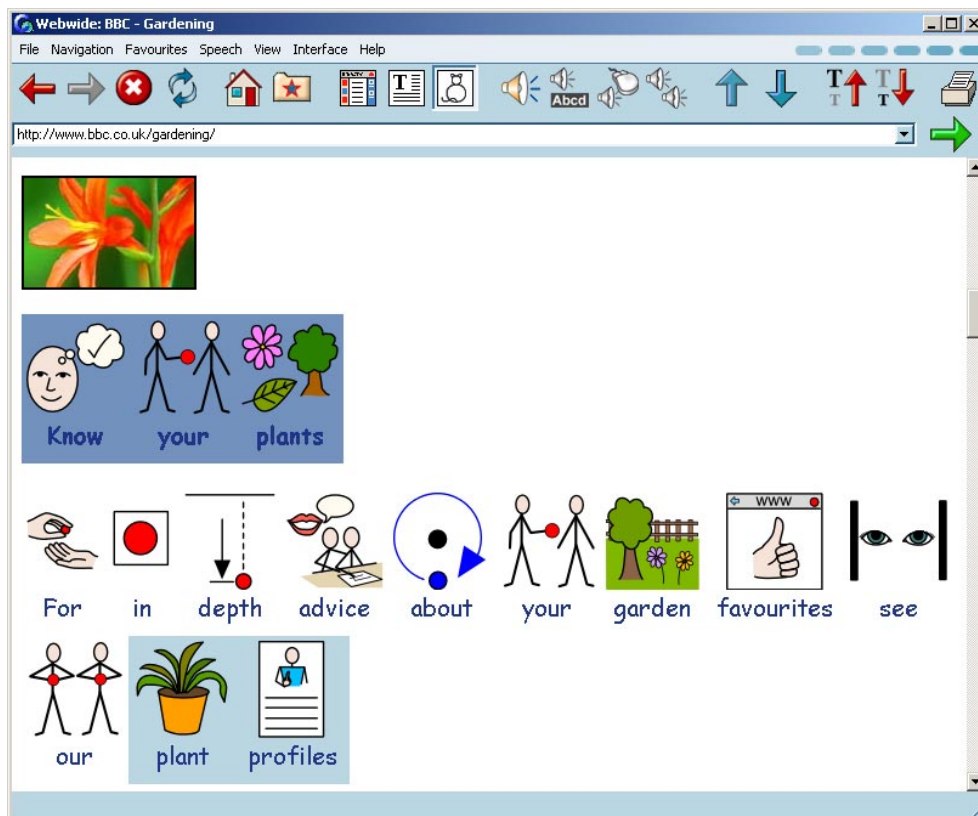 Webwide: BBC - Gardening
File Navigation Favourites Speech View Interface Help
T Abcd T T T T
http://www.bbc.co.uk/gardening/
Know your plants
WWW
For in depth advice about your garden favourites see
our plant profiles